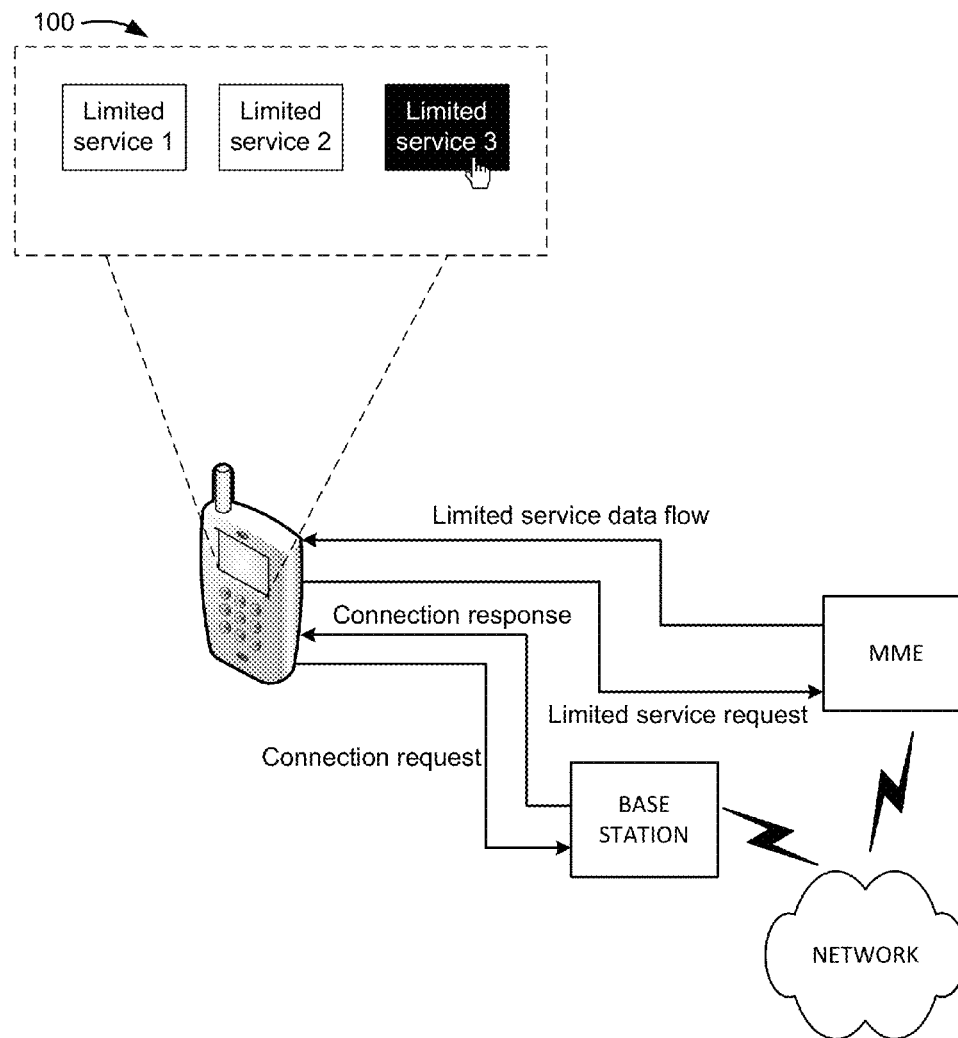 100
Limited
service 1
Limited
service 2
Limited
service 3
Limited service data flow
Connection response
MME
Limited service request
Connection request
BASE
STATION
NETWORK